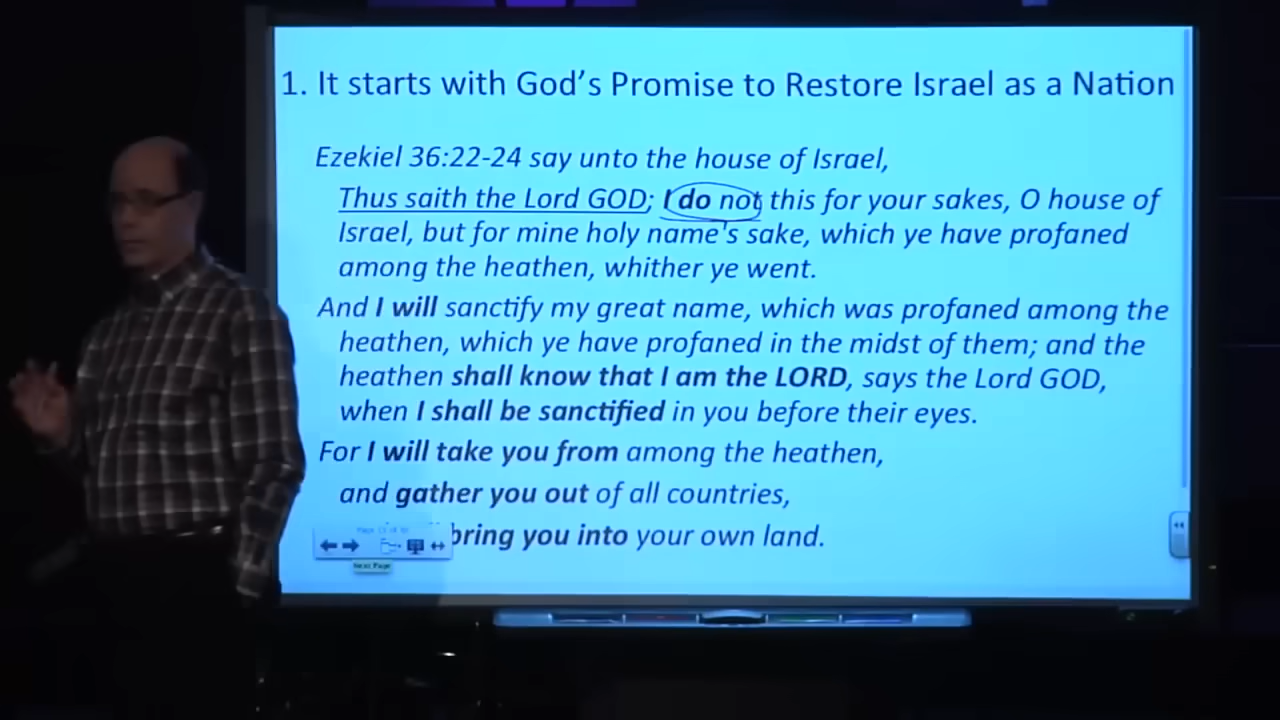 1. It starts with God's Promise to Restore Israel as a Nation
Ezekiel 36:22-24 say unto the house of Israel,
Thus saith the Lord GOD; I do not this for your sakes, O house of
Israel, but for mine holy name's sake, which ye have profaned
among the heathen, whither ye went.
And I will sanctify my great name, which was profaned among the
heathen, which ye have profaned in the midst of them; and the
heathen shall know that I am the LORD, says the Lord GOD,
when I shall be sanctified in you before their eyes.
For I will take you from among the heathen,
and gather you out of all countries,
bring you into your own land.
Next Page